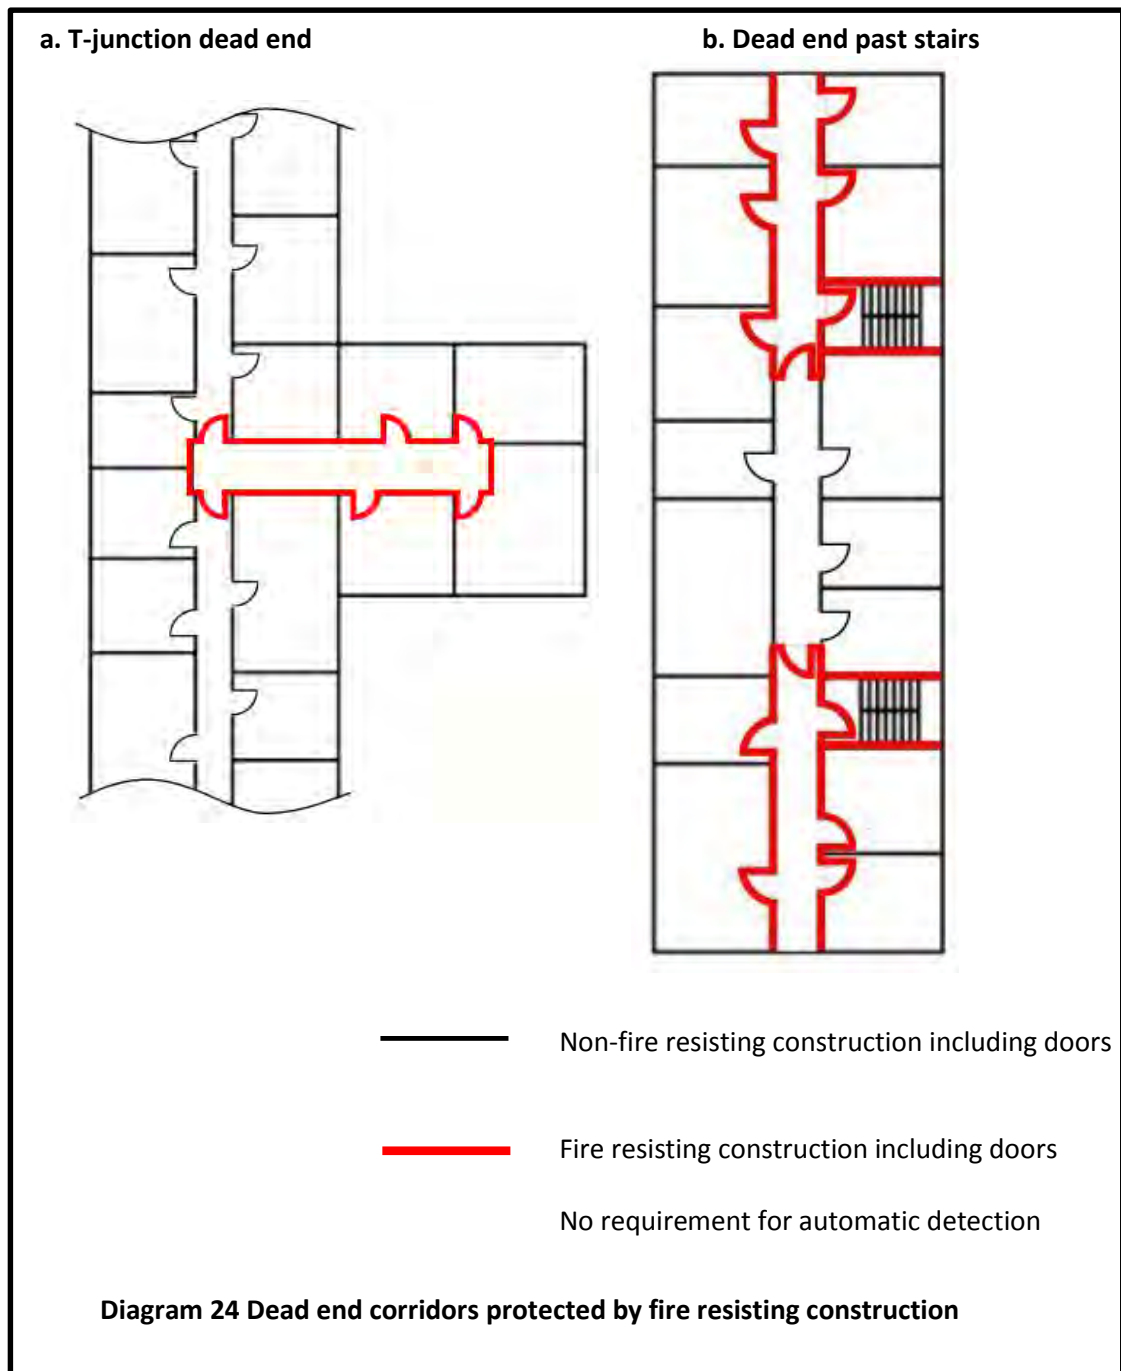 a. T-junction dead end
b. Dead end past stairs
Non-fire resisting construction including doors
Fire resisting construction including doors
No requirement for automatic detection
Diagram 24 Dead end corridors protected by fire resisting construction